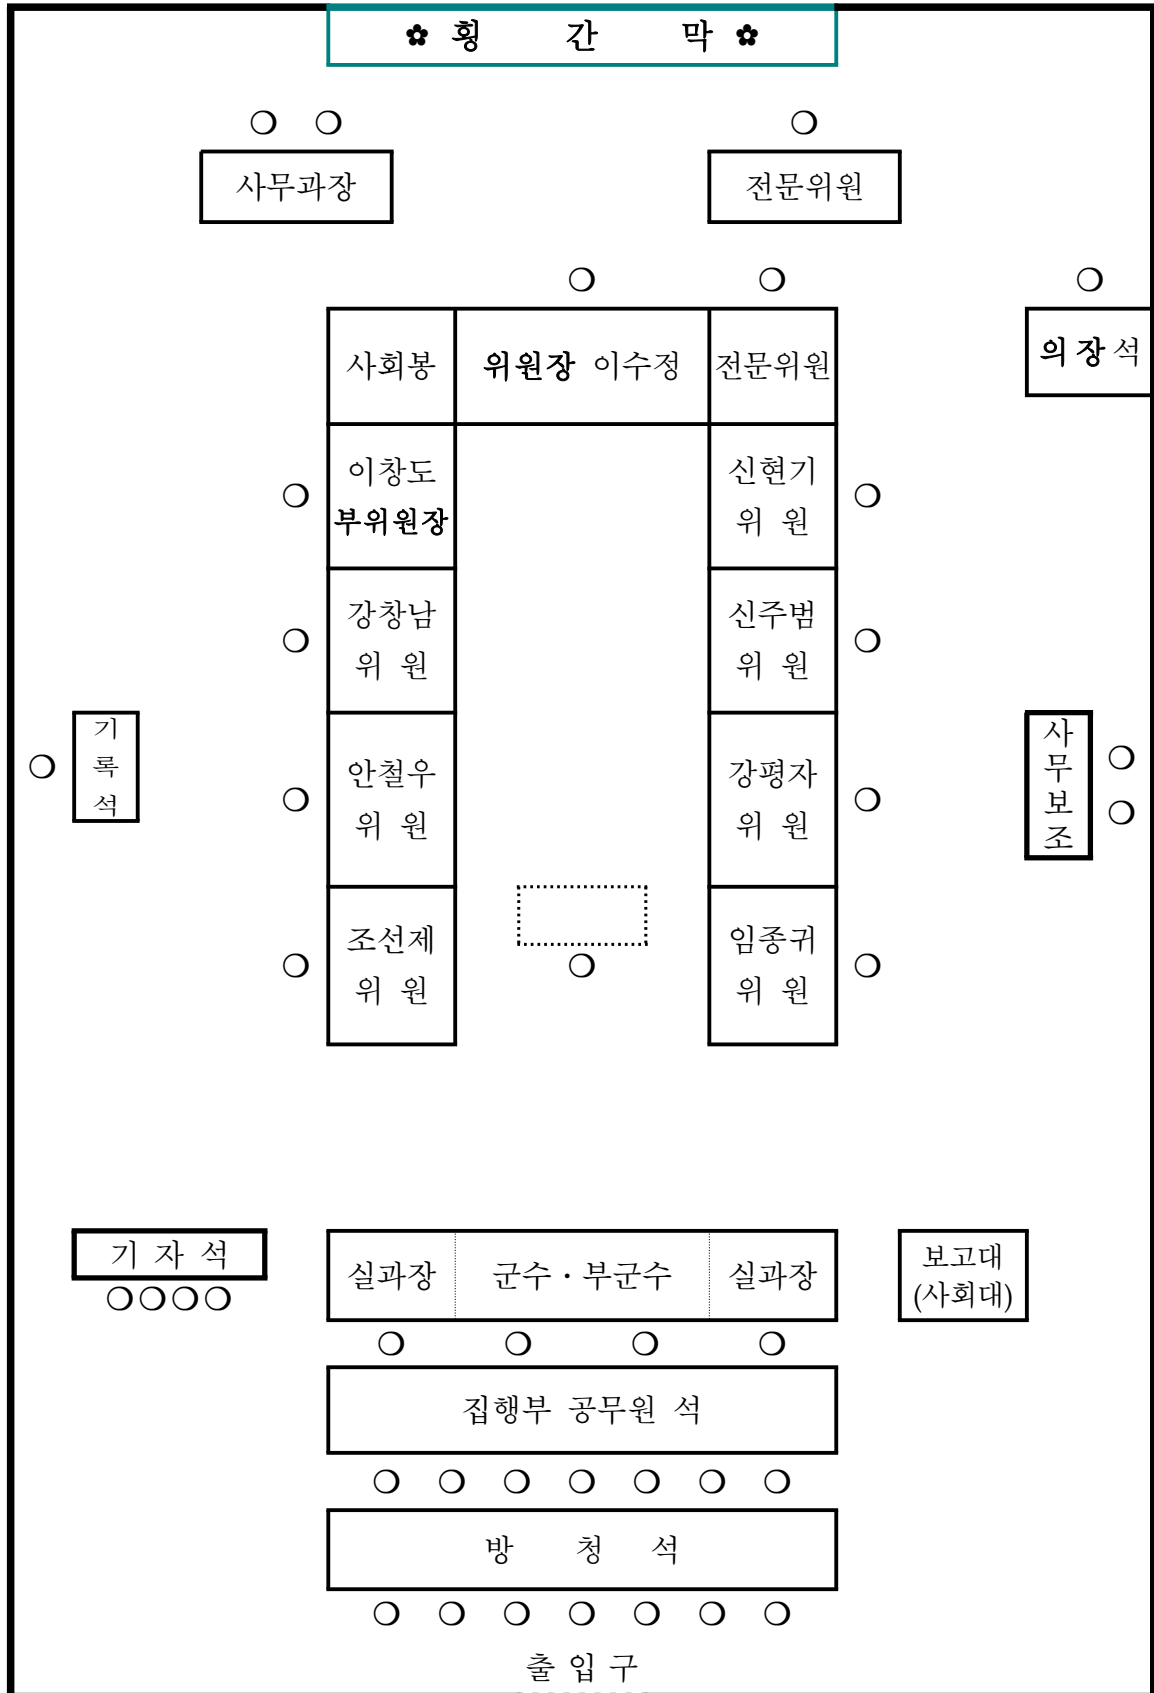 ✿ 횡 간 막 ✿
❍ ❍ ❍
사무과장 전문위원
❍ ❍ ❍
사회봉 위원장 이수정 전문위원 의 장 석
이창도 신현기
❍ ❍
부위원장 위 원
강창남 신주범
❍ ❍
위 원 위 원
기 사
록 무
석 보
조
❍ ❍
❍
안철우 강평자
❍ ❍
위 원 위 원
조선제 임종귀
❍ ❍ ❍
위 원 위 원
기 자 석 실과장 군수 · 부군수 실과장 보고대
(사회대)
❍❍❍❍
❍ ❍ ❍ ❍
집행부 공무원 석
❍ ❍ ❍ ❍ ❍ ❍ ❍
방 청 석
❍ ❍ ❍ ❍ ❍ ❍ ❍
출 입 구